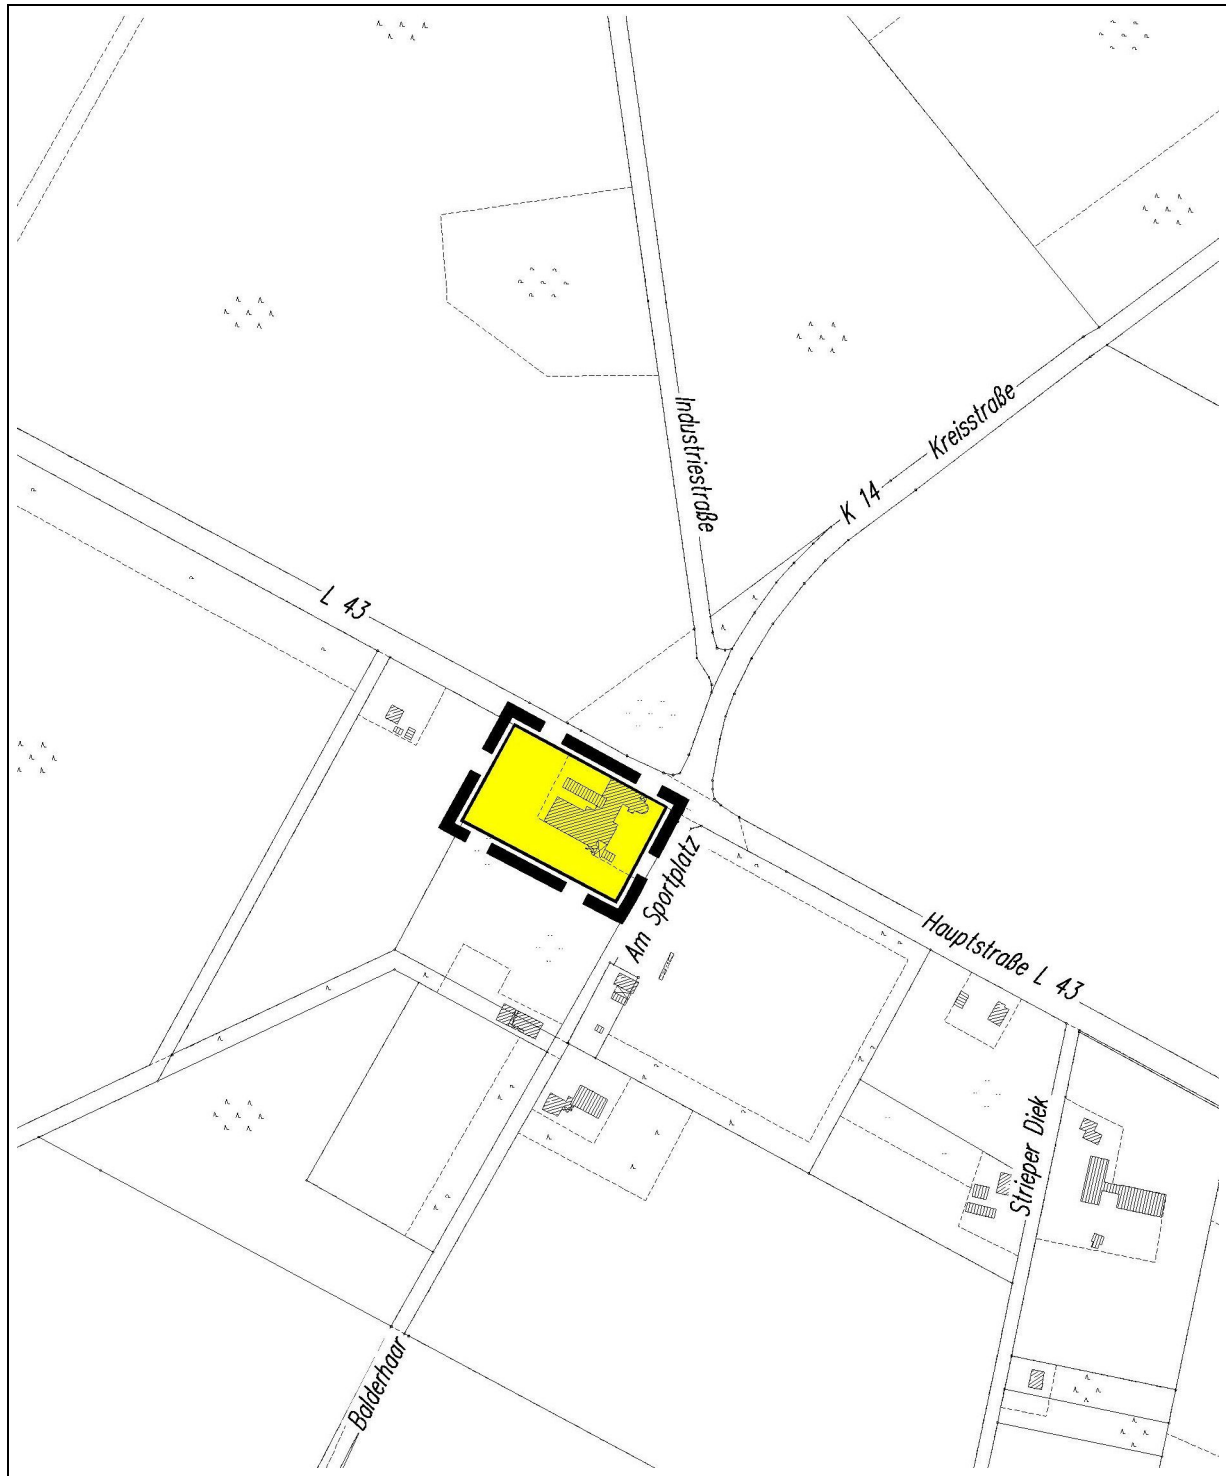 Industriestraße
Kreisstraße
K 14
L 43
Am Sportplatz
Hauptstraße L 43
Strieper Diek
Balderhaar